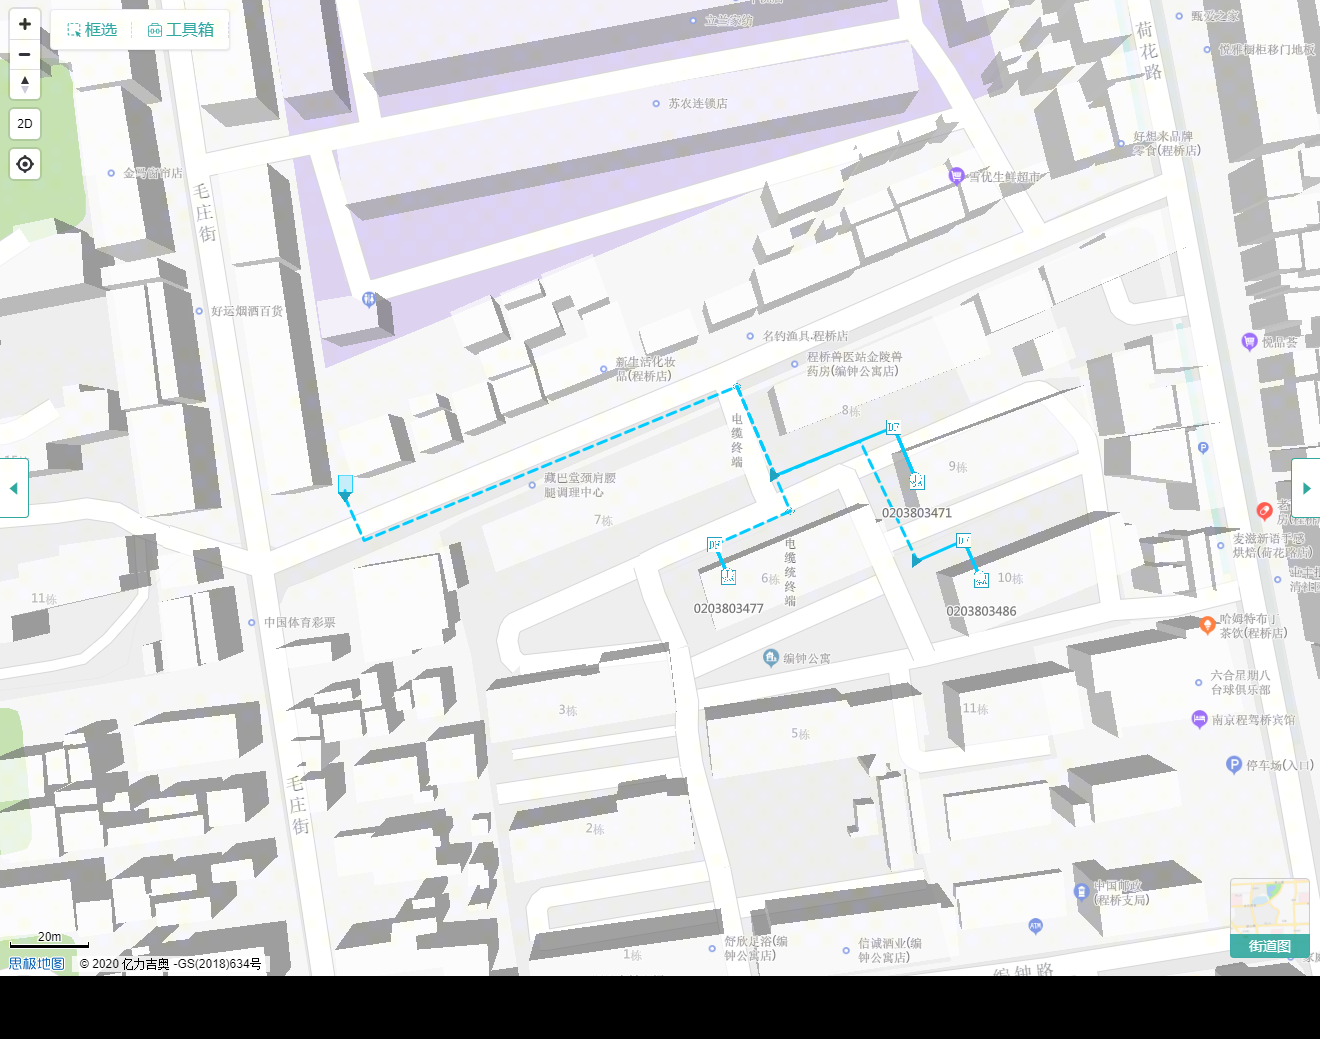 框选
工具箱
2D
立兰家纺
甄爱之家
悦雅橱柜移门地板
荷花路
苏农连锁店
好想来品牌
零食(程桥店)
金马窗帘店
雪优生鲜超市
毛庄街
好运烟酒百货
名钓渔具.程桥店
悦品荟
新生活化妆
品(程桥店)
程桥兽医站金陵兽
药房(编钟公寓店)
8栋
电缆终端
9栋
藏巴堂颈肩腰
腿调理中心
0203803471
7栋
麦滋新语手感
烘焙(荷花路店)
电缆统终端
6栋
10栋
0203803477
0203803486
11栋
中国体育彩票
哈姆特布丁
茶饮(程桥店)
编钟公寓
六合星期八
台球俱乐部
3栋
11栋
南京程驾桥宾馆
5栋
停车场(入口)
毛庄街
2栋
中国邮政
(程桥支局)
ATM
街道图
20m
1栋
舒欣足浴(编
钟公寓店)
信诚酒业(编
钟公寓店)
编钟路
思极地图
© 2020 亿力吉奥 -GS(2018)634号